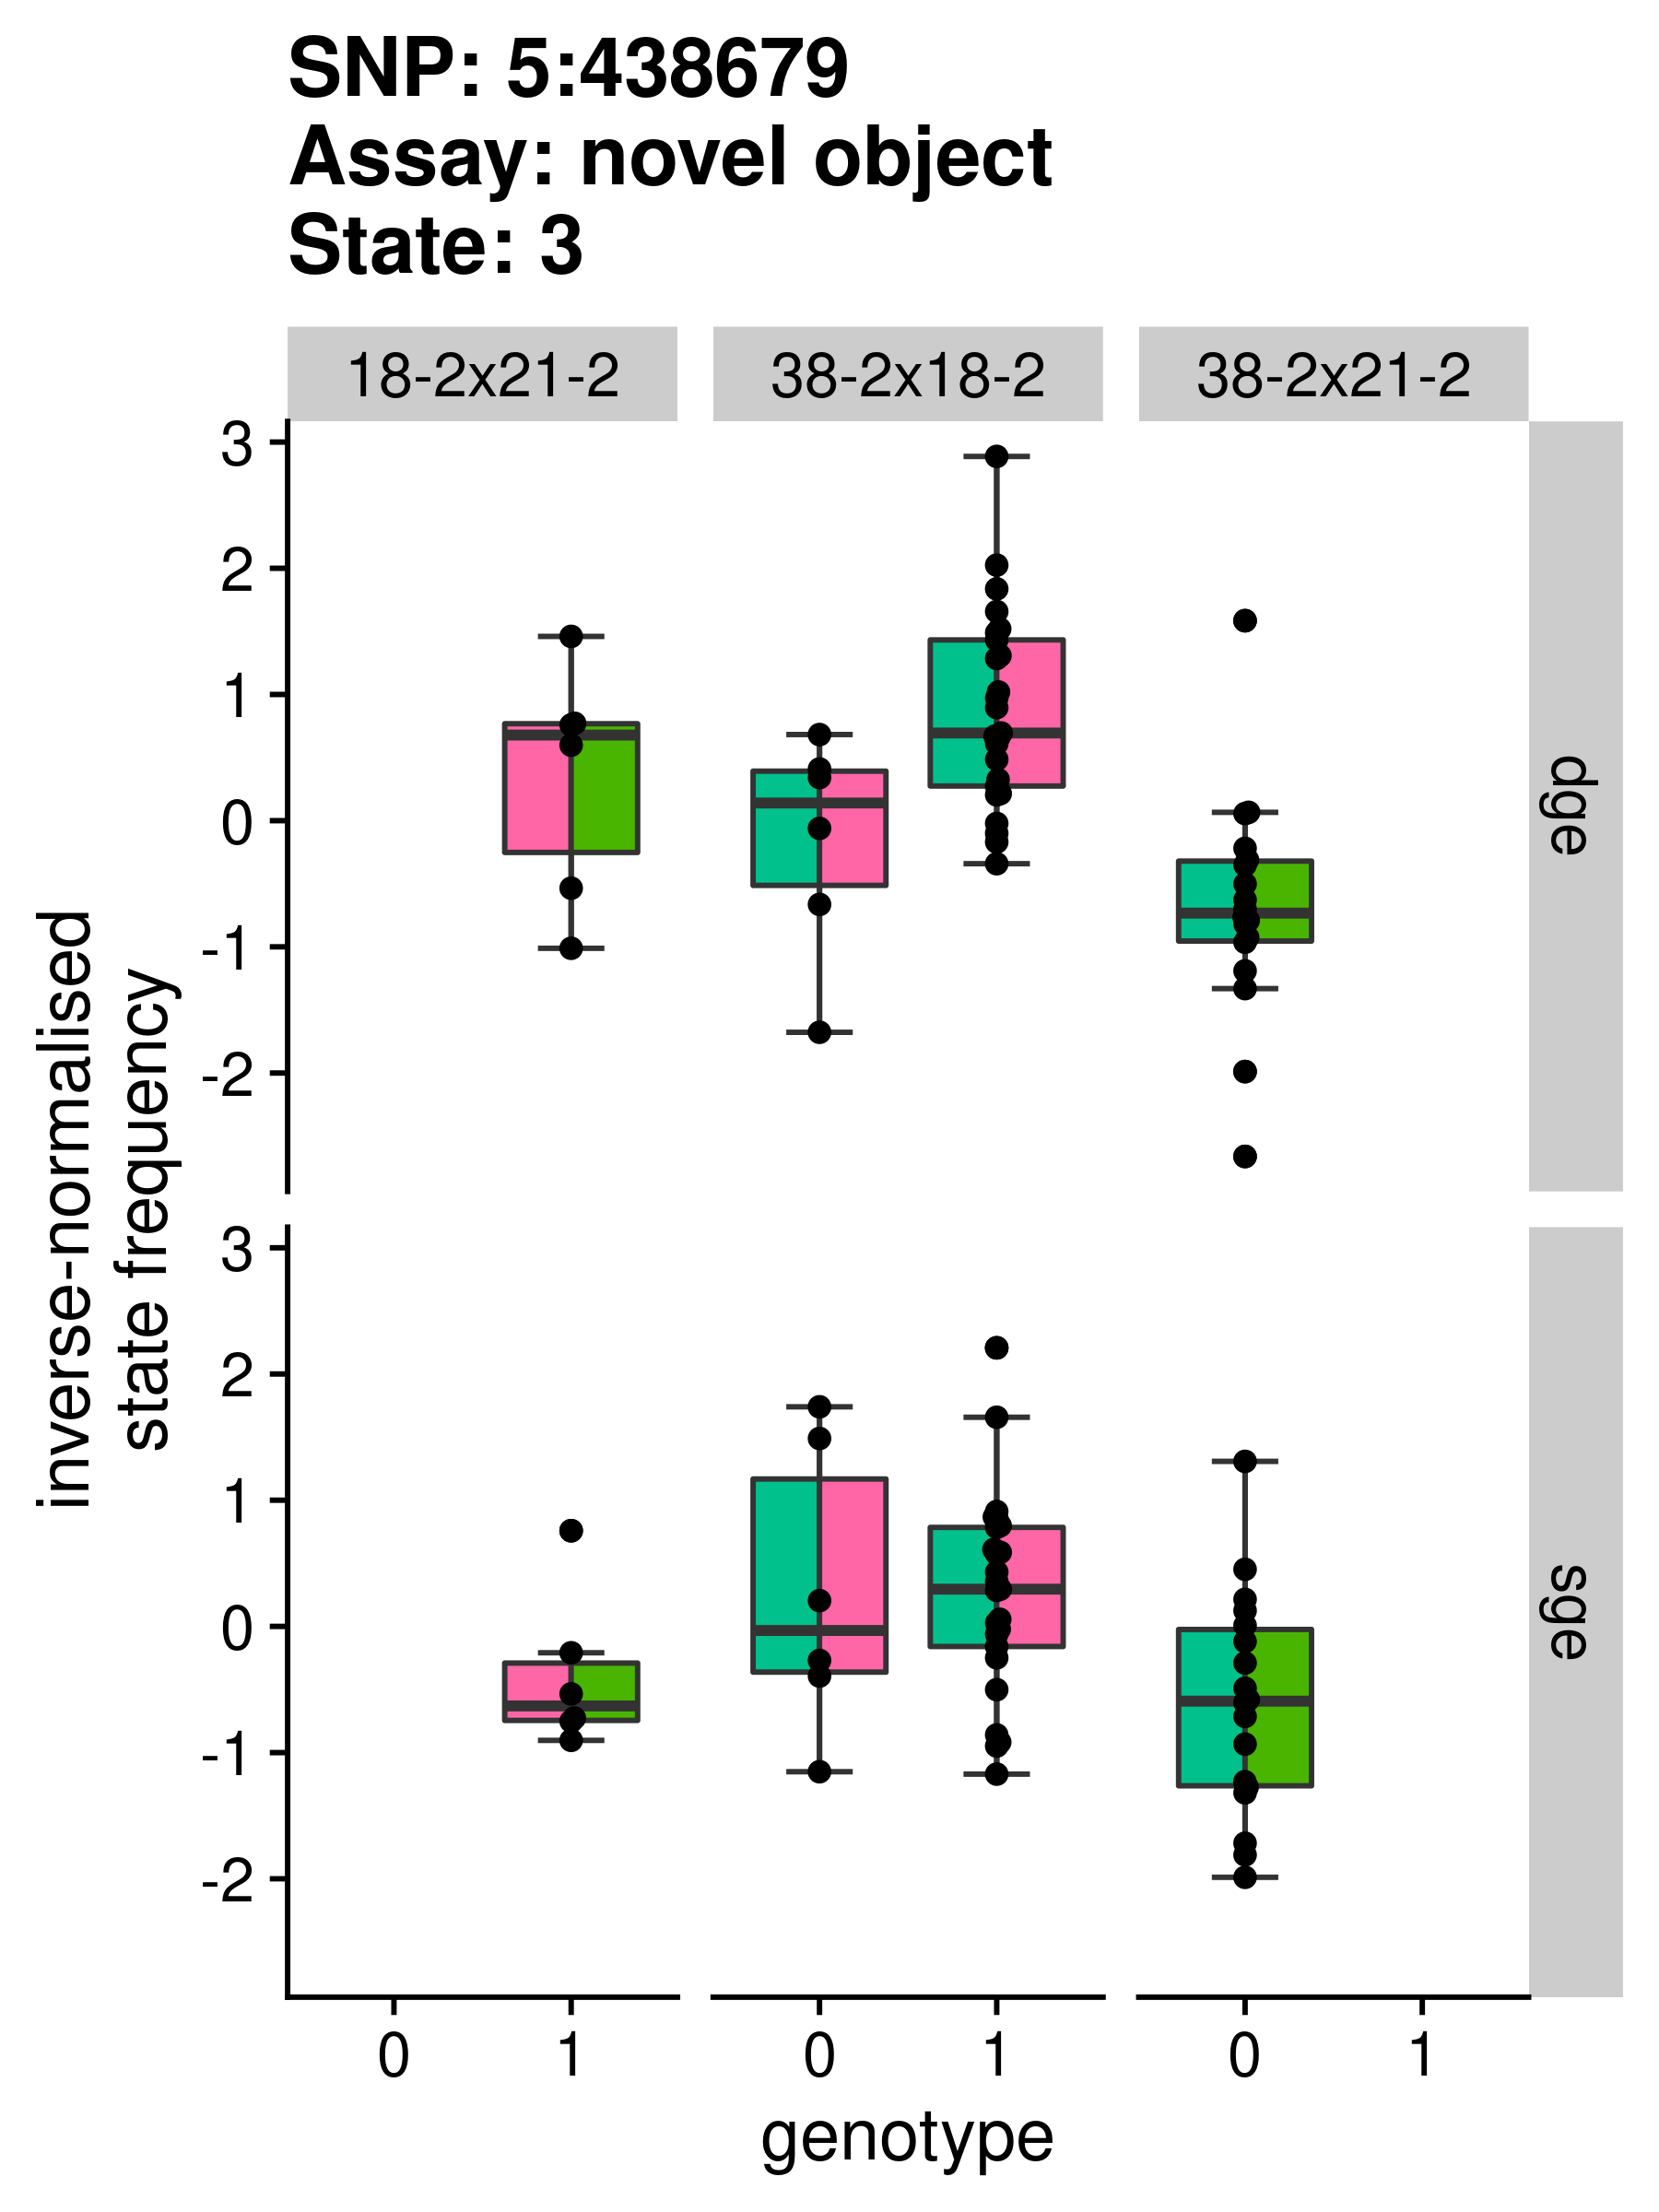 SNP: 5:438679
Assay: novel object
State: 3
18-2x21-2
38-2x18-2
38-2x21-2
3
2
1
0
-1
-2
dge
3
2
1
0
-1
-2
sge
inverse-normalised
state frequency
0
1
0
1
0
1
genotype